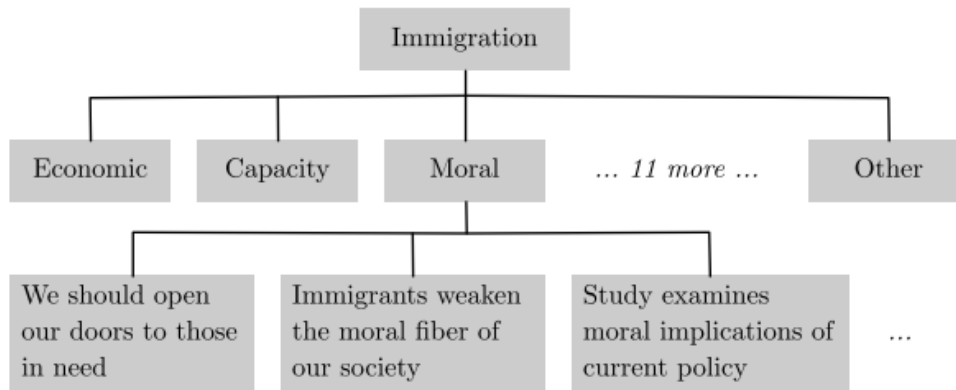 Immigration
Economic
Capacity
Moral
... 11 more ...
Other
We should open
our doors to those
in need
Immigrants weaken
the moral fiber of
our society
Study examines
moral implications of
current policy
...